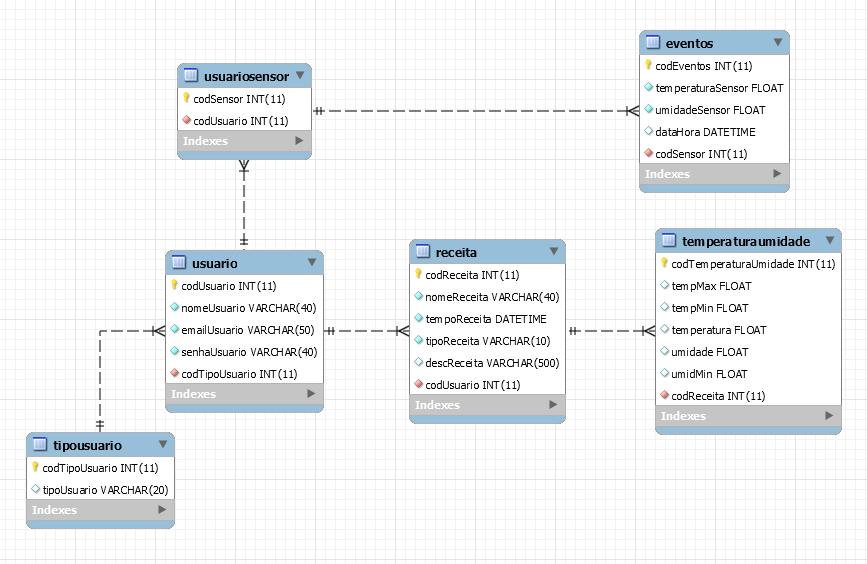 eventos
codEventos INT(11)
temperaturaSensor FLOAT
umidadeSensor FLOAT
dataHora DATETIME
codSensor INT(11)
Indexes
usuariosensor
codSensor INT(11)
codUsuario INT(11)
Indexes
usuario
codUsuario INT(11)
nomeUsuario VARCHAR(40)
emailUsuario VARCHAR(50)
senhaUsuario VARCHAR(40)
codTipoUsuario INT(11)
Indexes
receita
codReceita INT(11)
nomeReceita VARCHAR(40)
tempoReceita DATETIME
tipoReceita VARCHAR(10)
descReceita VARCHAR(500)
codUsuario INT(11)
Indexes
temperaturaumidade
codTemperaturaUmidade INT(11)
tempMax FLOAT
tempMin FLOAT
temperatura FLOAT
umidade FLOAT
umidMin FLOAT
codReceita INT(11)
Indexes
tipousuario
codTipoUsuario INT(11)
tipoUsuario VARCHAR(20)
Indexes